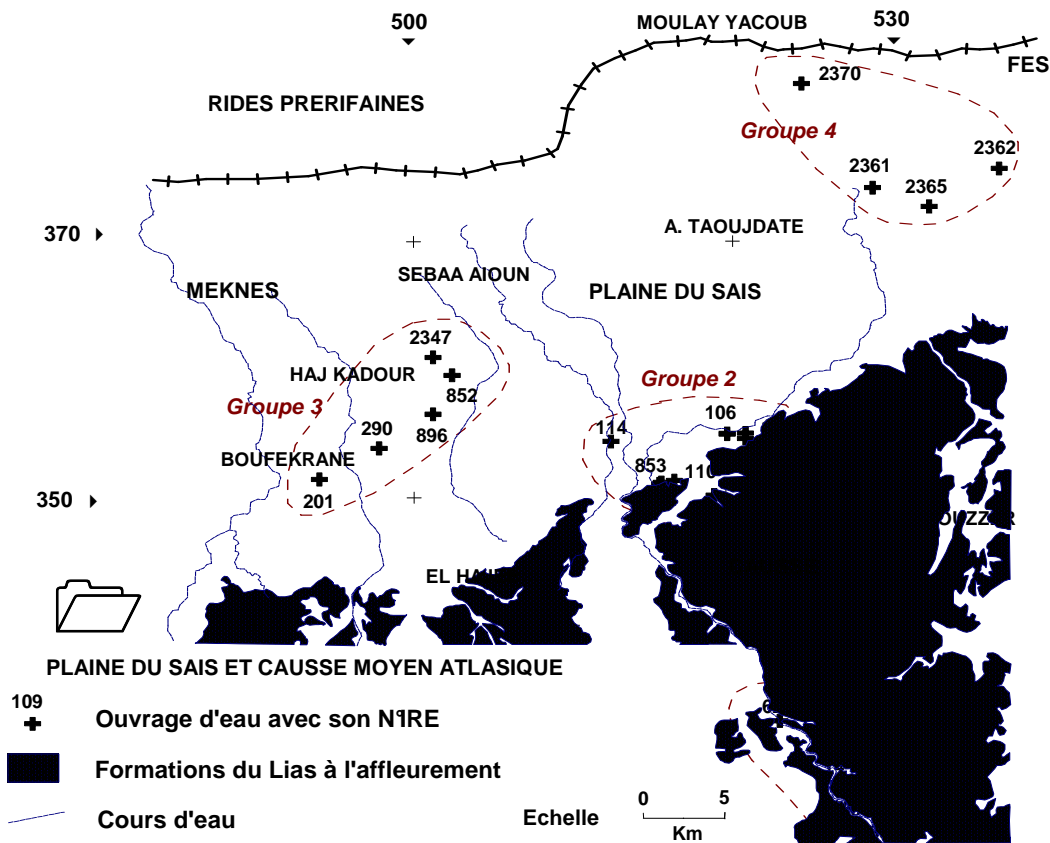 500
MOULAY YACOUB
530
FES
2370
RIDES PRERIFAINES
Groupe 4
2362
2361
2365
370
A. TAOUJDATE
SEBAA AIOUN
MEKNES
PLAINE DU SAIS
2347
HAJ KADOUR
Groupe 2
852
Groupe 3
106
114
290
896
BOUFEKRANE
853
110
350
201
EL
PLAINE DU SAIS ET CAUSSE MOYEN ATLASIQUE
109
Ouvrage d'eau avec son N°IRE
Formations du Lias à l'affleurement
Echelle
0
5
Km
Cours d'eau